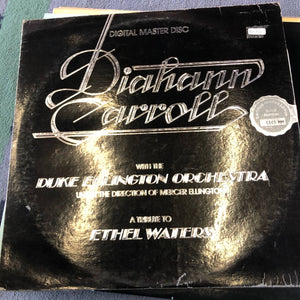 DIGITAL MASTER DISC
Diahann
Carroll
WITH THE
DUKE ELLINGTON ORCHESTRA
UNDER THE DIRECTION OF MERCER ELLINGTON
A TRIBUTE TO
ETHEL WATERS